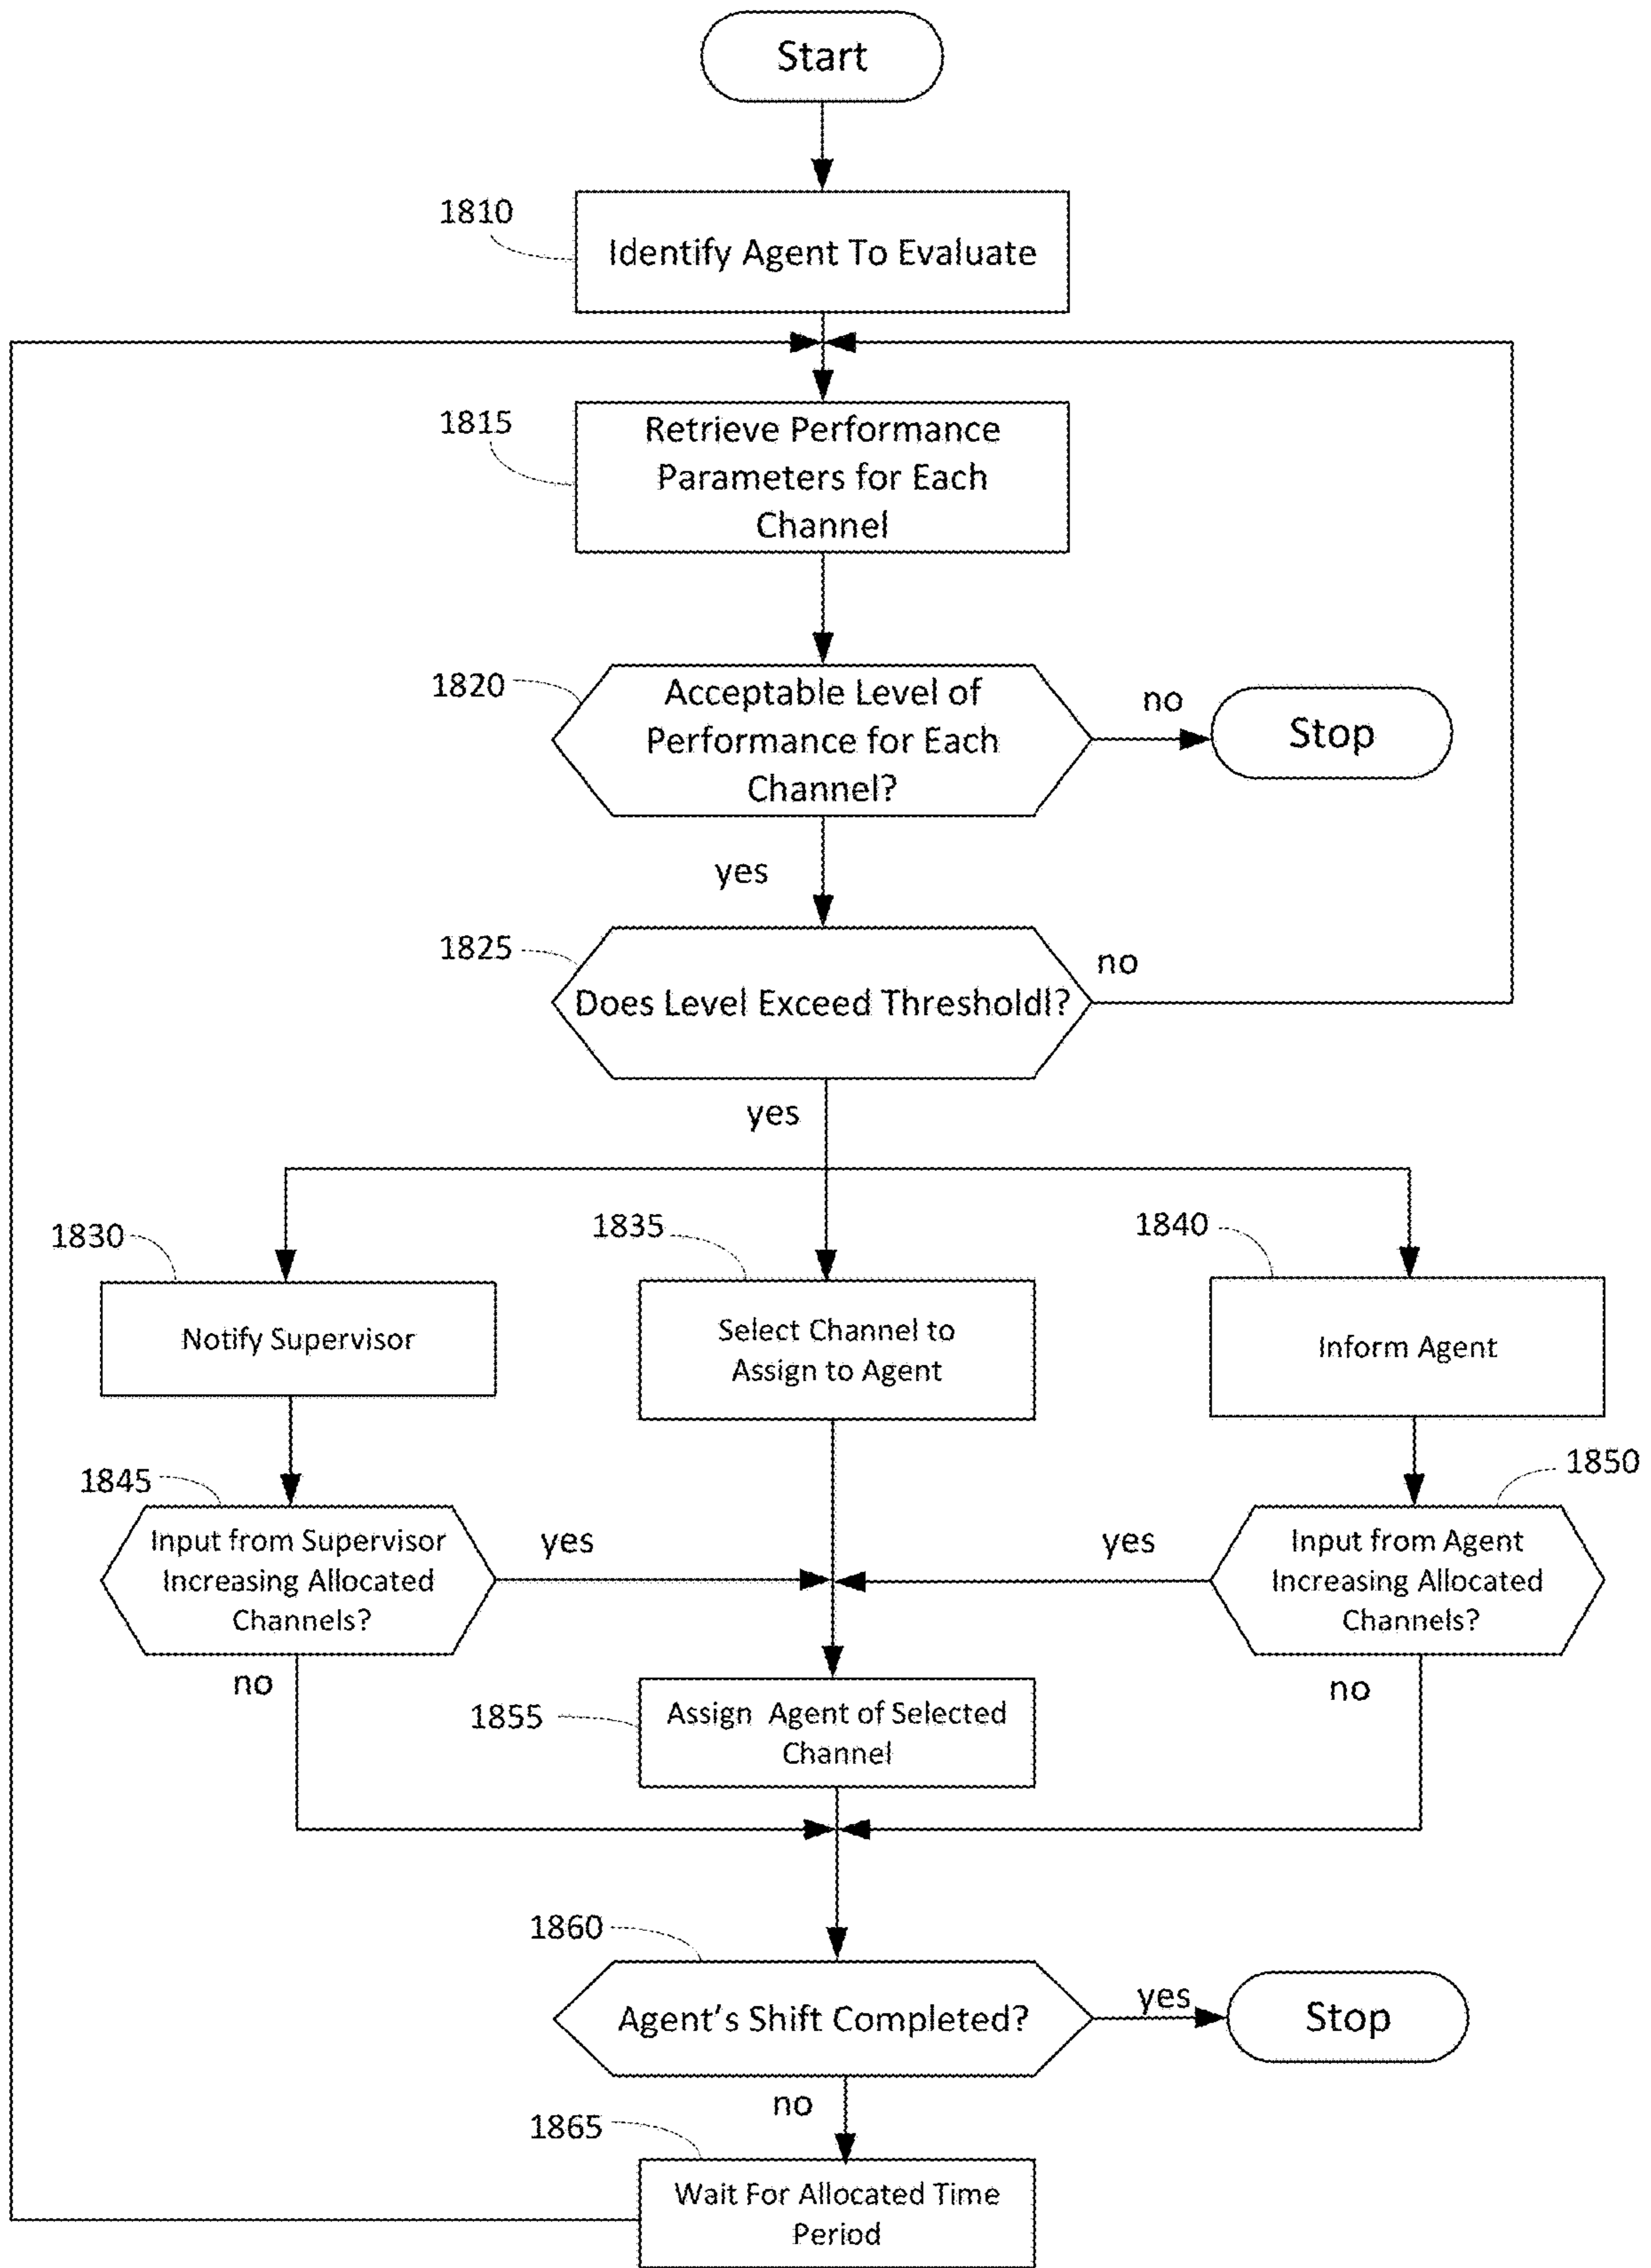 Start
1810
Identify Agent To Evaluate
1815
Retrieve Performance
Parameters for Each
Channel
1820
Acceptable Level of
Performance for Each
Channel?
no
Stop
yes
1825
Does Level Exceed Thresholdl?
no
yes
1830
Notify Supervisor
1835
Select Channel to
Assign to Agent
1840
Inform Agent
1845
Input from Supervisor
Increasing Allocated
Channels?
yes
no
1850
Input from Agent
Increasing Allocated
Channels?
yes
no
1855
Assign Agent of Selected
Channel
1860
Agent's Shift Completed?
yes
Stop
no
1865
Wait For Allocated Time
Period